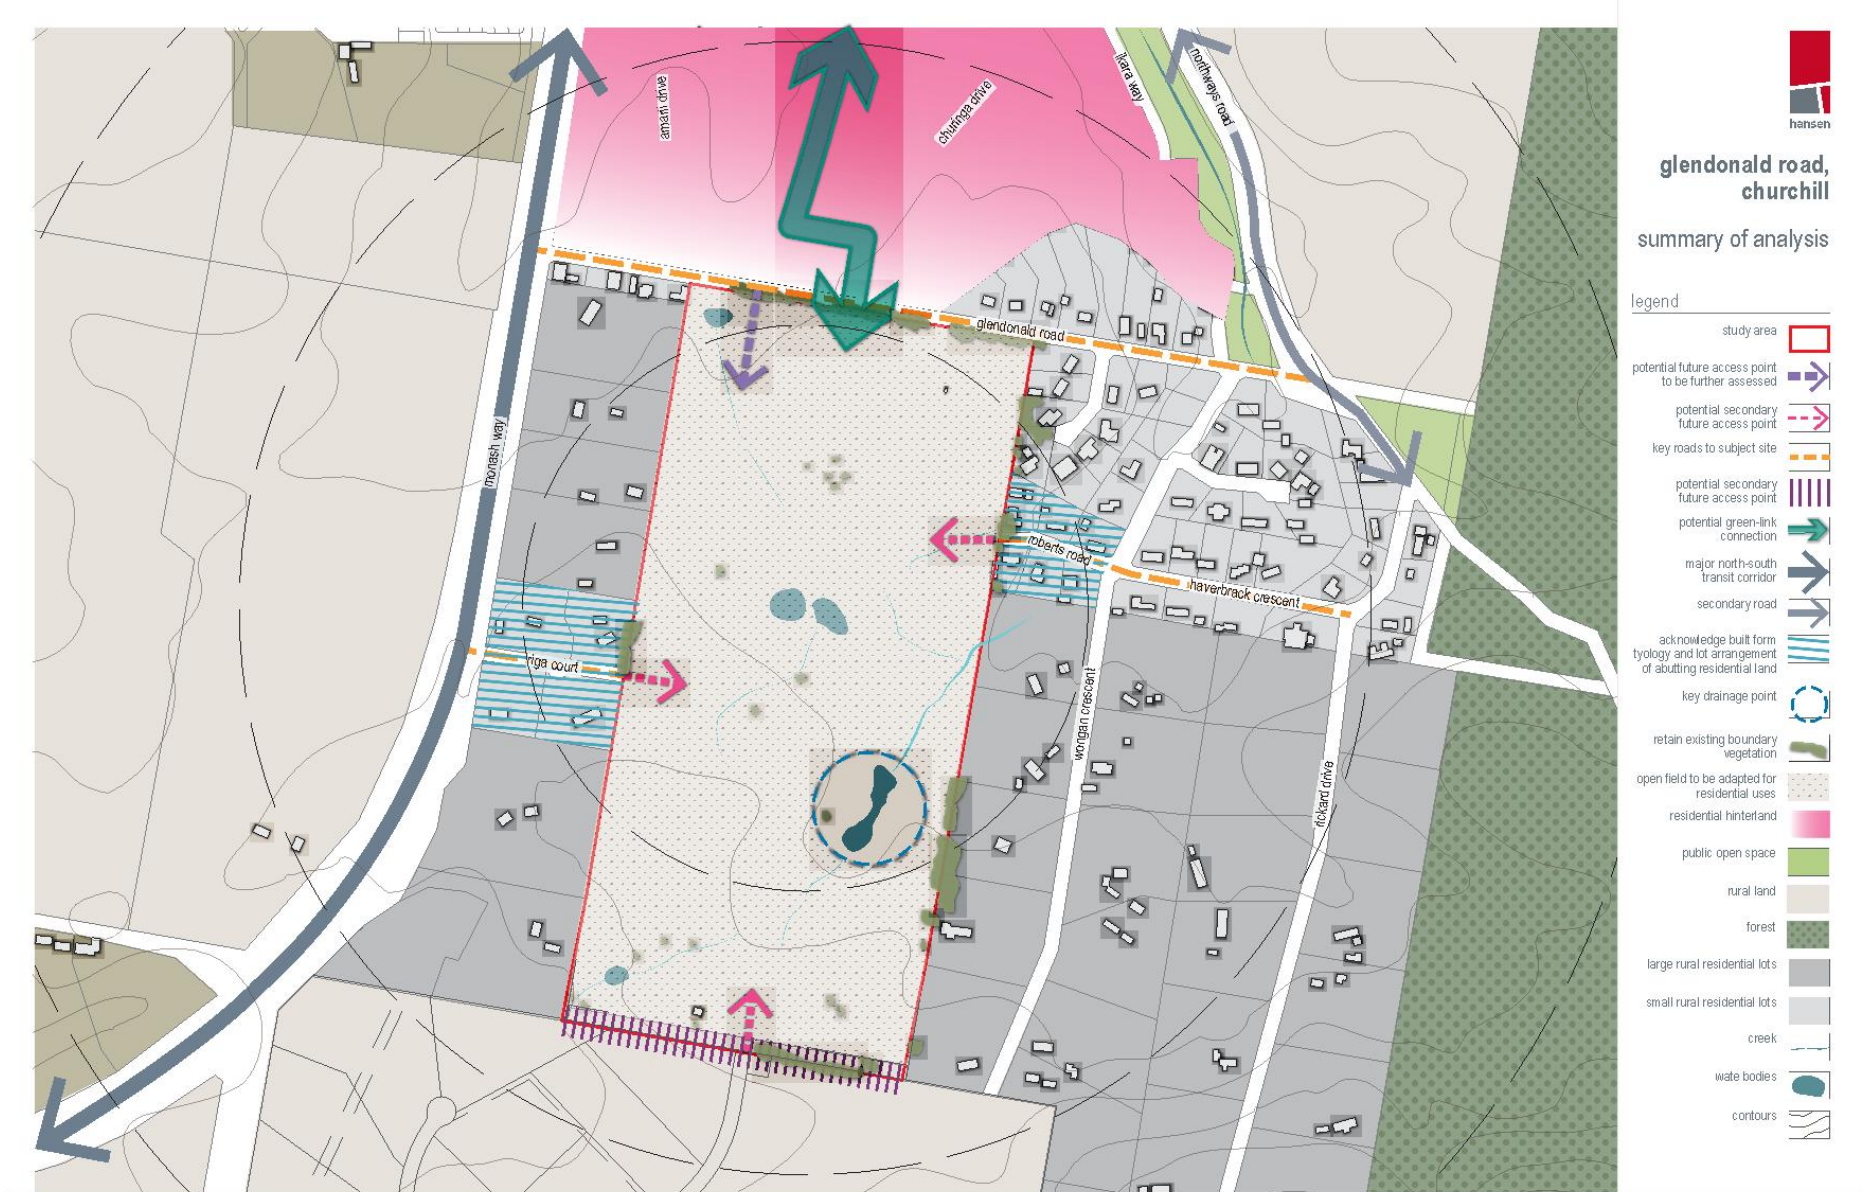 amarri drive
churinga drive
ikara way
northways road
glendonald road
monash way
roberts road
haverbrack crescent
riga court
wongan crescent
rickard drive
hansen
glendonald road,
churchill
summary of analysis
legend
study area
potential future access point
to be further assessed
potential secondary
future access point
key roads to subject site
potential secondary
future access point
potential green-link
connection
major north-south
transit corridor
secondary road
acknowledge built form
tyology and lot arrangement
of abutting residential land
key drainage point
retain existing boundary
vegetation
open field to be adapted for
residential uses
residential hinterland
public open space
rural land
forest
large rural residential lots
small rural residential lots
creek
wate bodies
contours